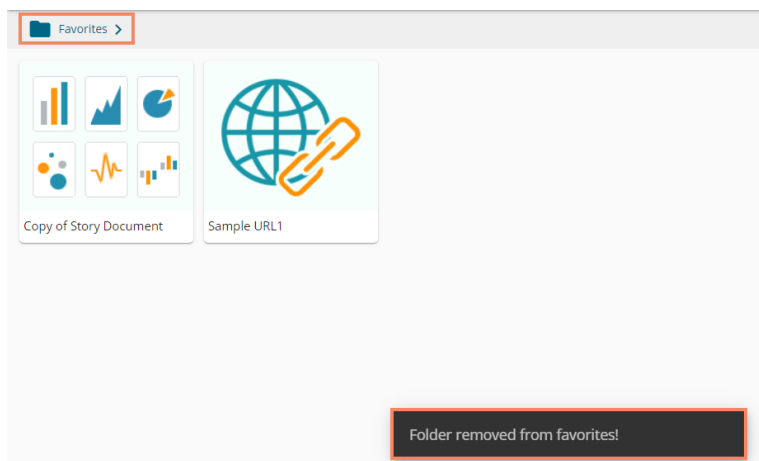 Favorites
Copy of Story Document
Sample URL1
Folder removed from favorites!